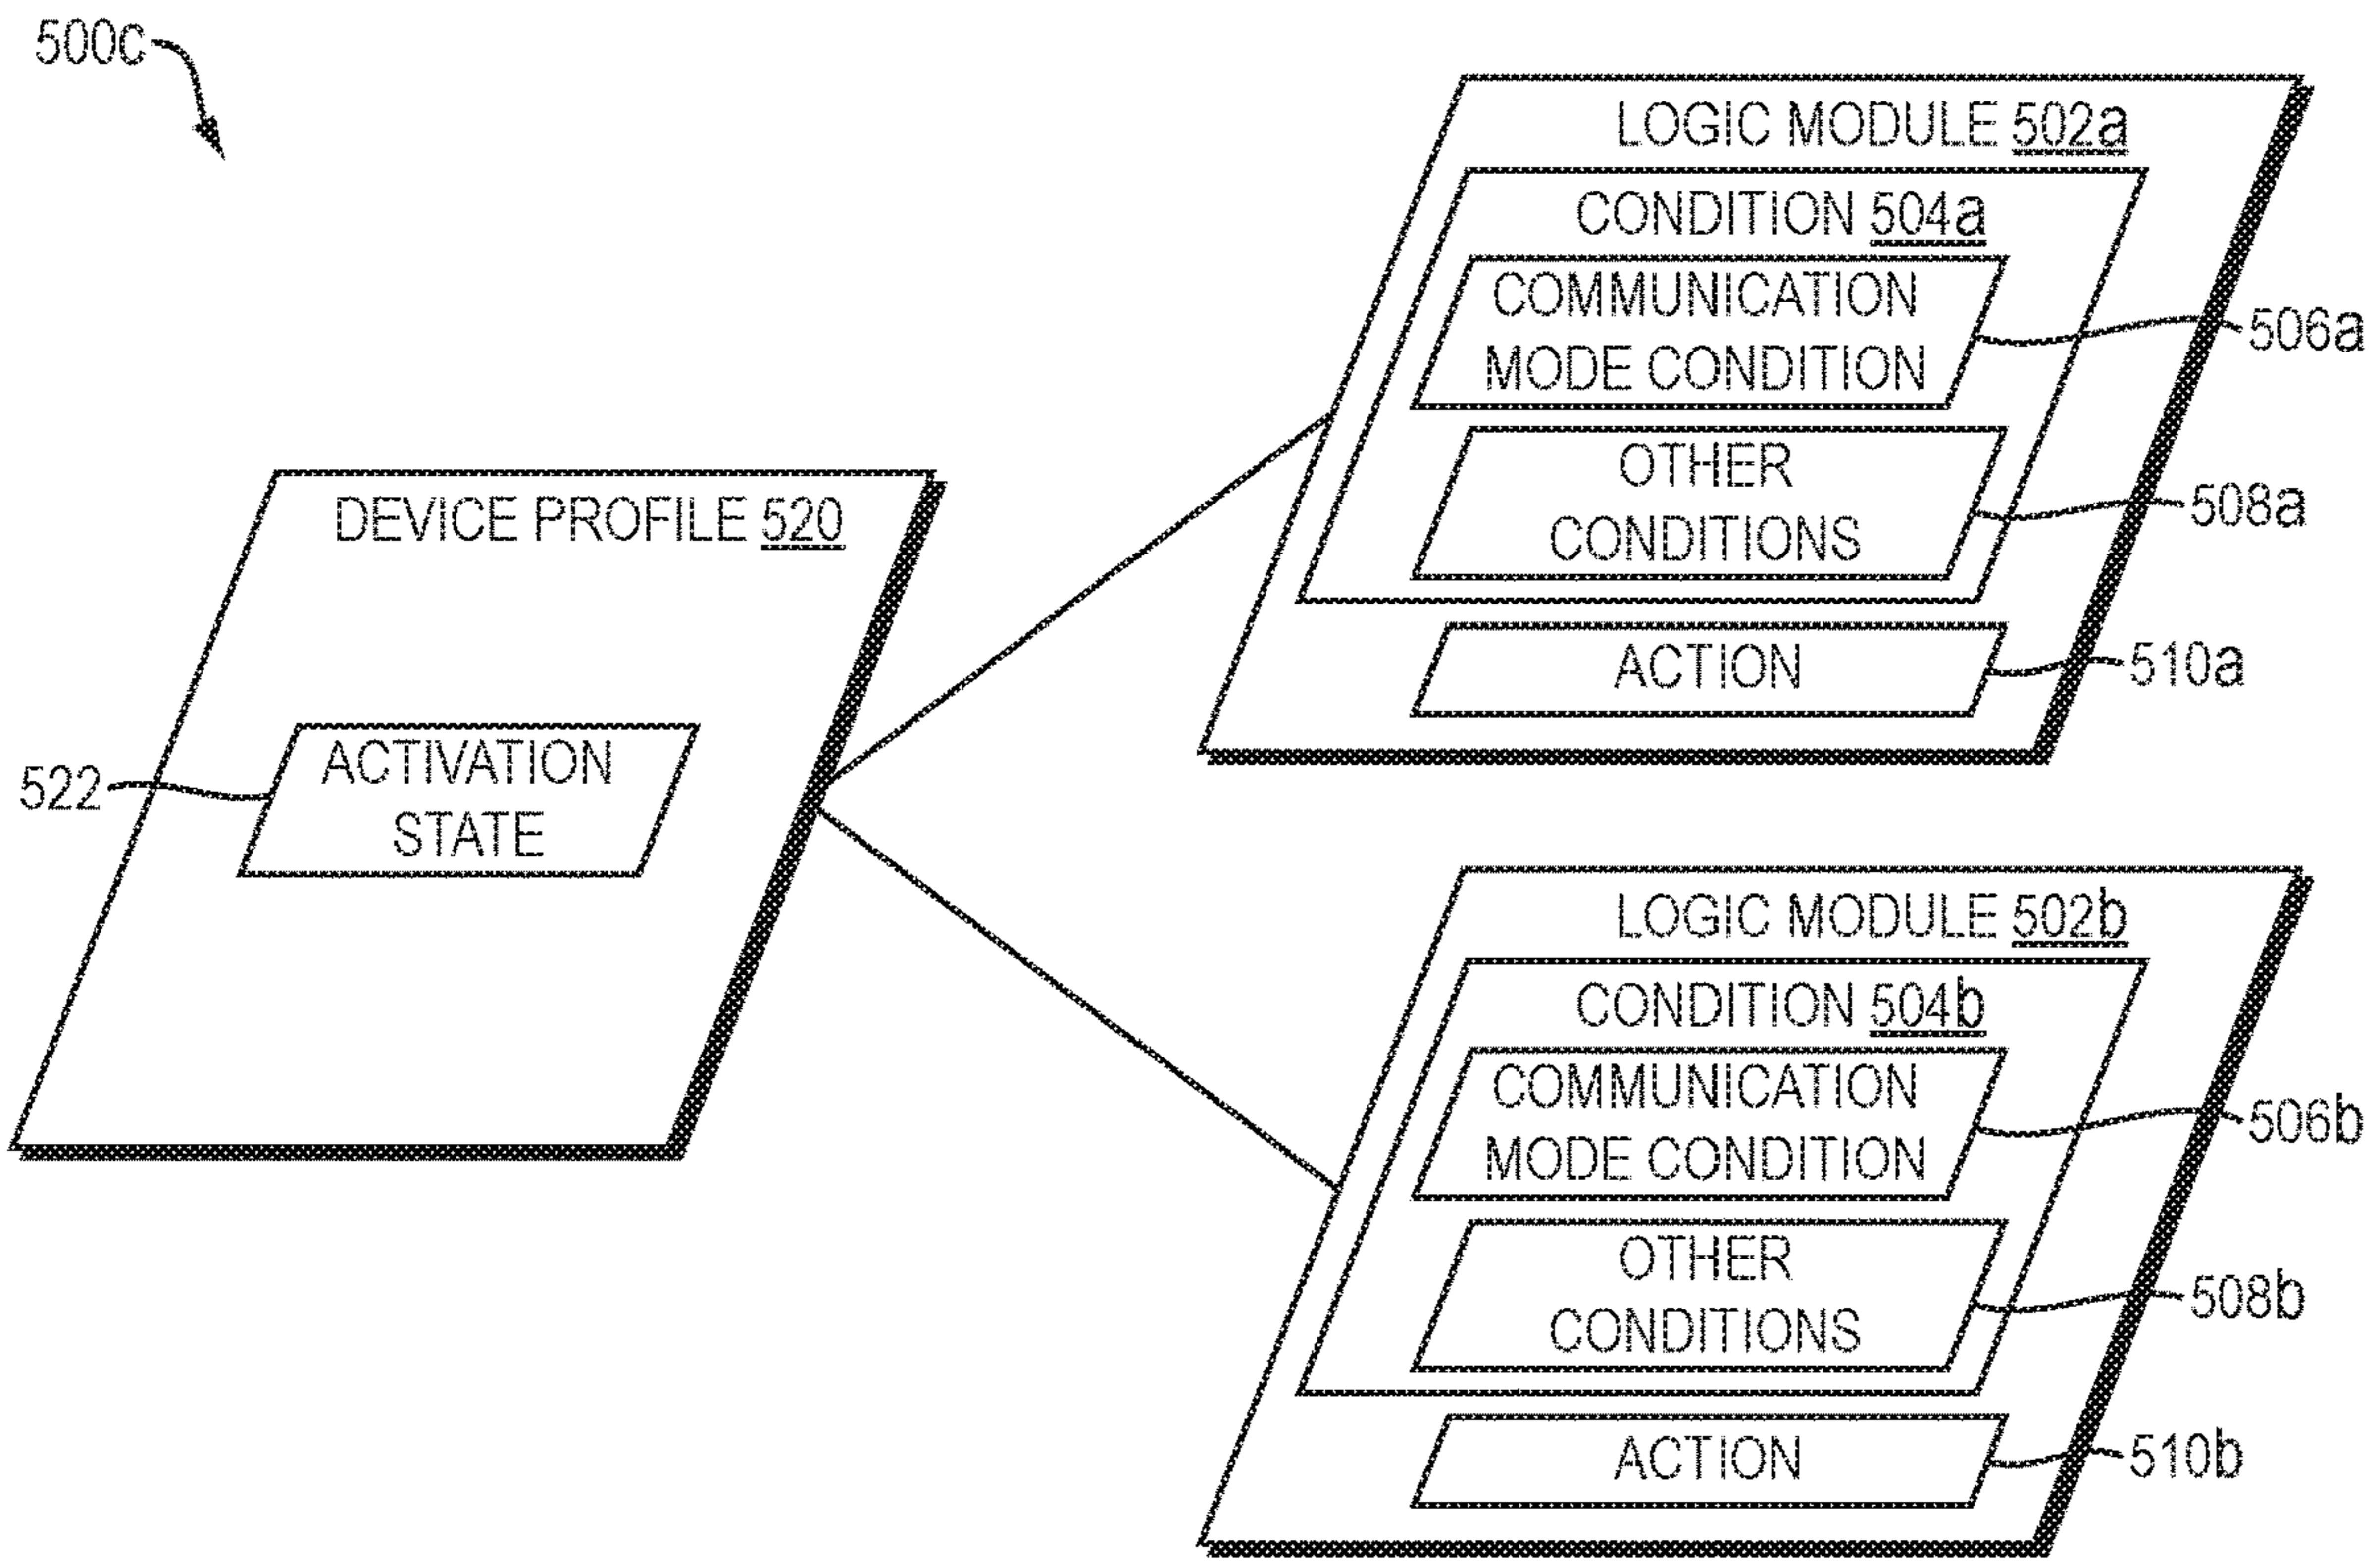 500c
LOGIC MODULE 502a
CONDITION 504a
COMMUNICATION
MODE CONDITION
506a
OTHER
CONDITIONS
508a
ACTION
510a
DEVICE PROFILE 520
ACTIVATION
STATE
522
LOGIC MODULE 502b
CONDITION 504b
COMMUNICATION
MODE CONDITION
506b
OTHER
CONDITIONS
508b
ACTION
510b